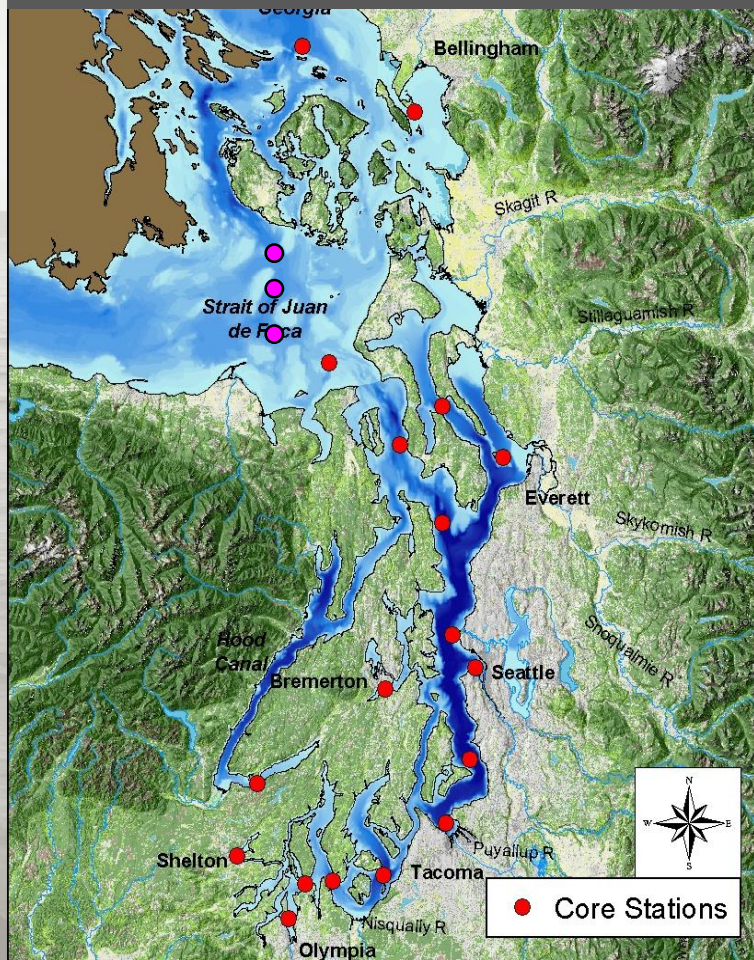 Georgia
Bellingham
Skagit R
Strait of Juan
de Fuca
Stillaguamish R
Everett
Skykomish R
Hood
Canal
Snoqualmie R
Seattle
Bremerton
N
W
E
S
Puyallup R
Shelton
Tacoma
Core Stations
Nisqually R
Olympia